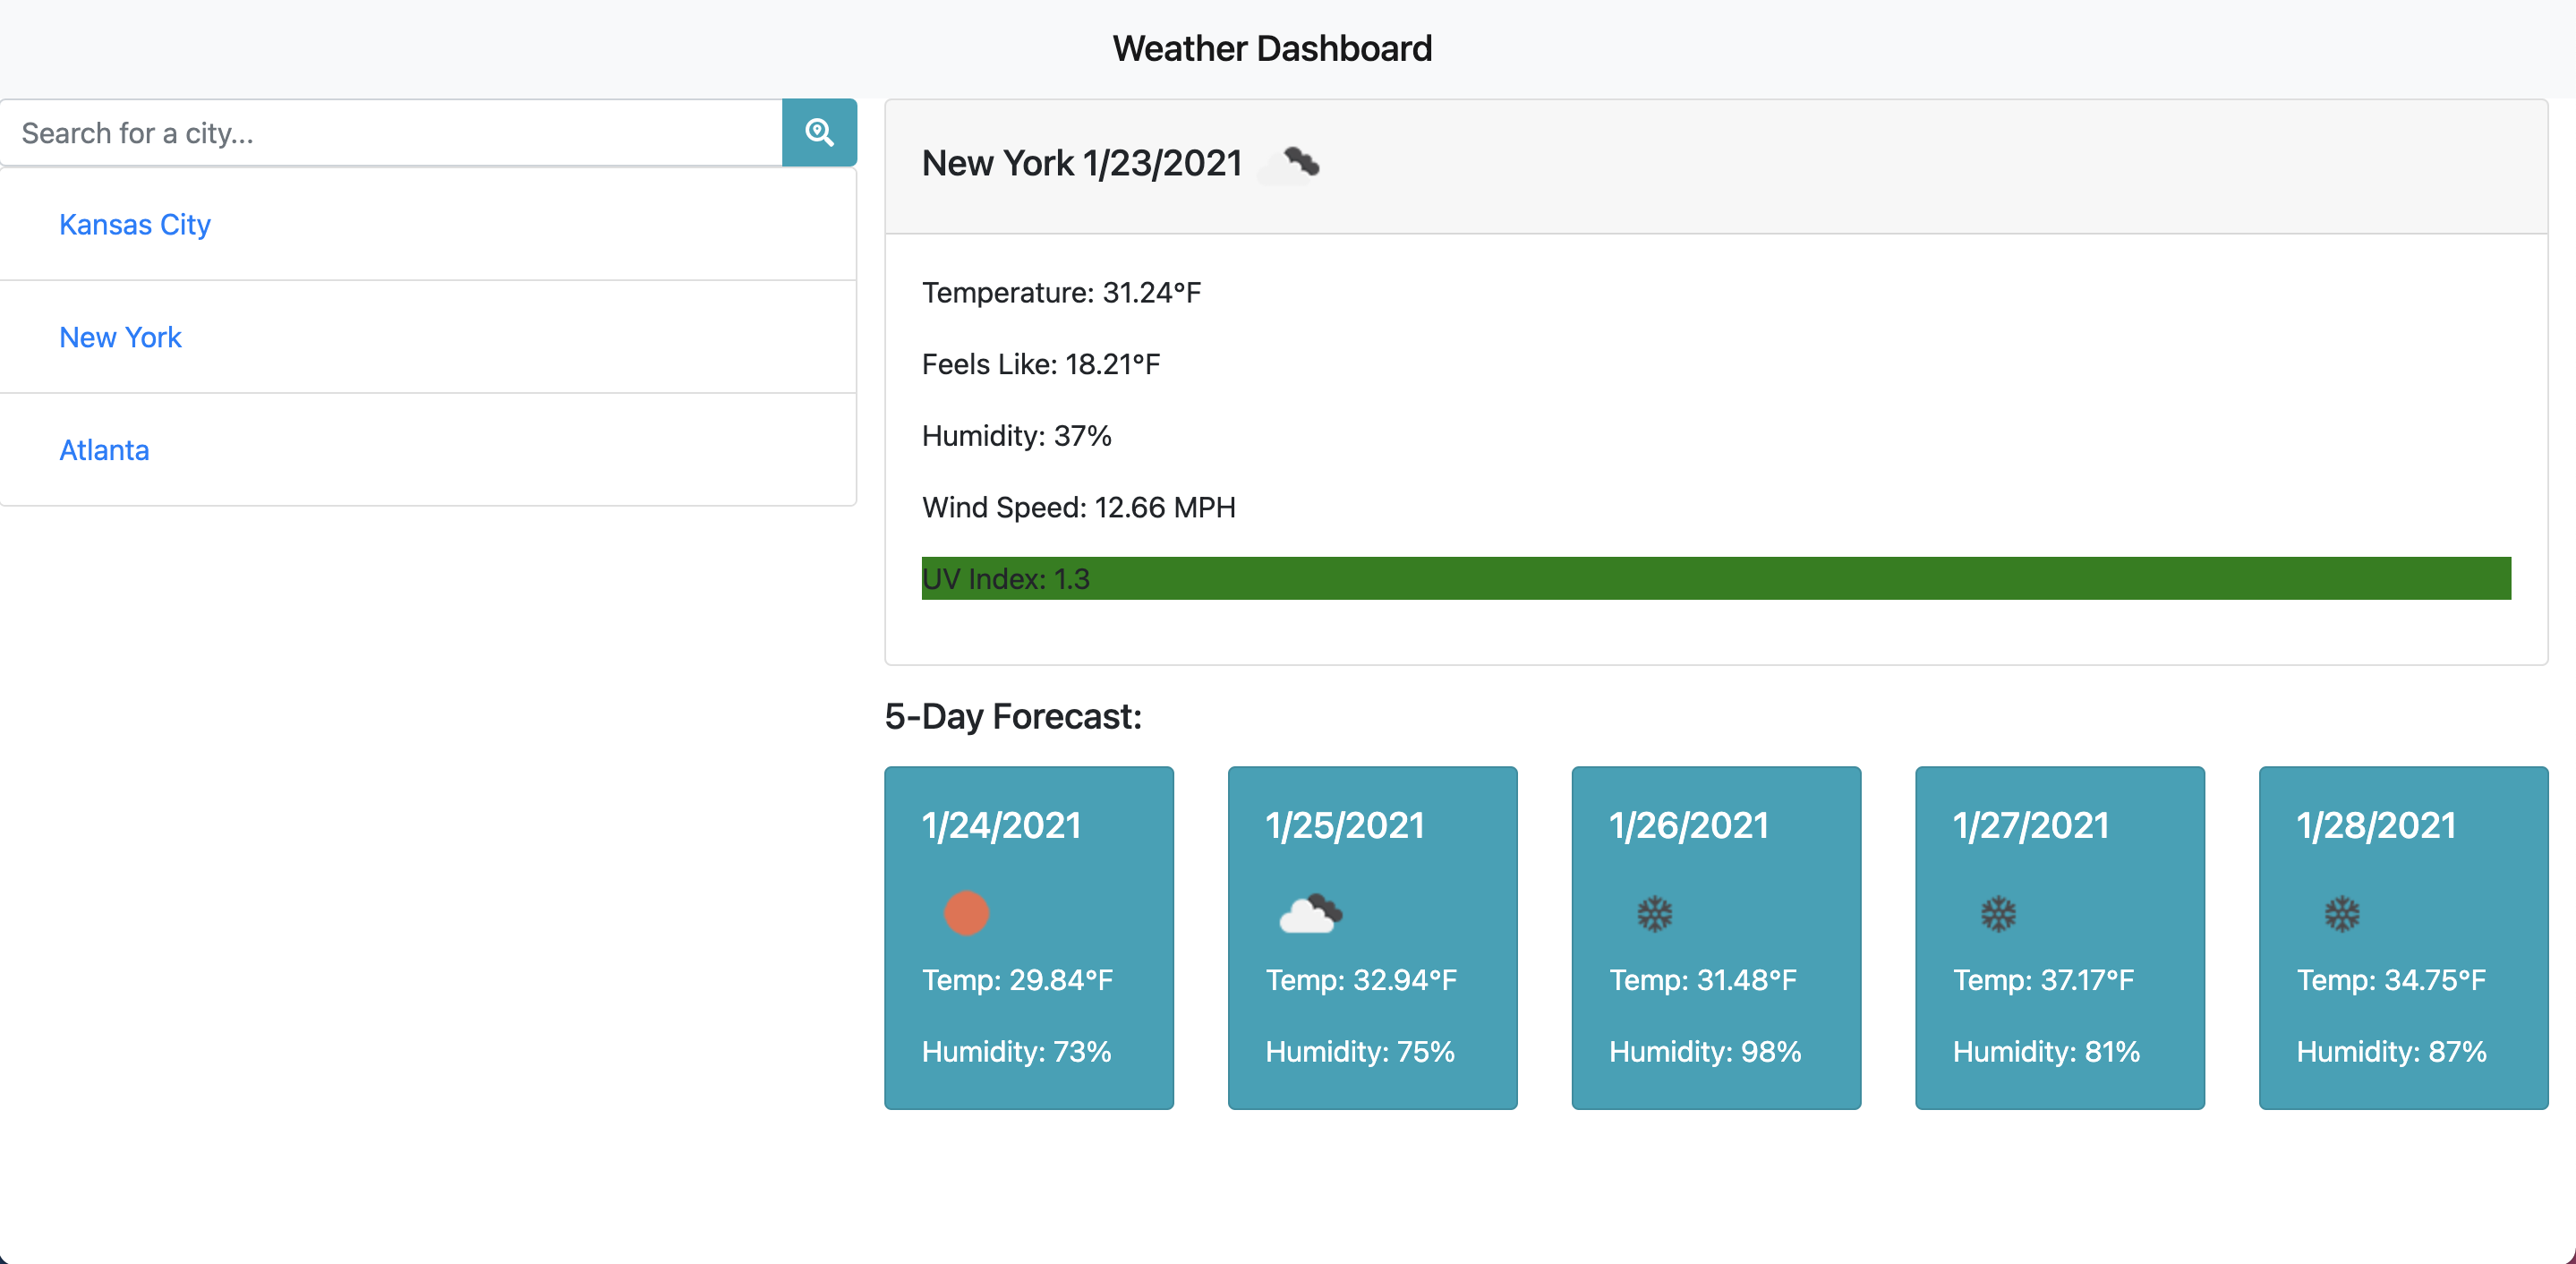 Weather Dashboard
Search for a city...
Kansas City
New York
Atlanta
New York 1/23/2021
Temperature: 31.24°F
Feels Like: 18.21°F
Humidity: 37%
Wind Speed: 12.66 MPH
UV Index: 1.3
5-Day Forecast:
1/24/2021
Temp: 29.84°F
Humidity: 73%
1/25/2021
Temp: 32.94°F
Humidity: 75%
1/26/2021
Temp: 31.48°F
Humidity: 98%
1/27/2021
Temp: 37.17°F
Humidity: 81%
1/28/2021
Temp: 34.75°F
Humidity: 87%